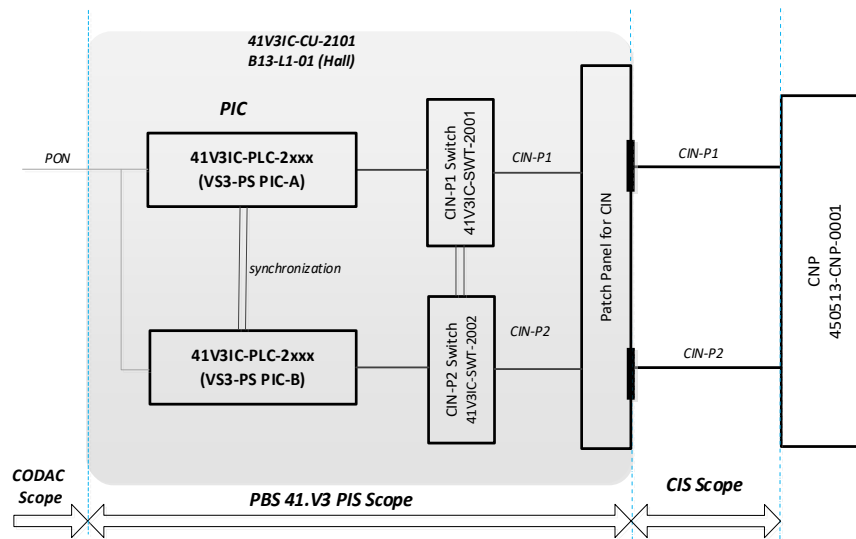 41V3IC-CU-2101
B13-L1-01 (Hall)
PIC
PON
41V3IC-PLC-2xxx
(VS3-PS PIC-A)
CIN-P1 Switch
41V3IC-SWT-2001
CIN-P1
CIN-P1
synchronization
Patch Panel for CIN
CNP
450513-CNP-0001
41V3IC-PLC-2xxx
(VS3-PS PIC-B)
CIN-P2 Switch
41V3IC-SWT-2002
CIN-P2
CIN-P2
CODAC
Scope
PBS 41.V3 PIS Scope
CIS Scope